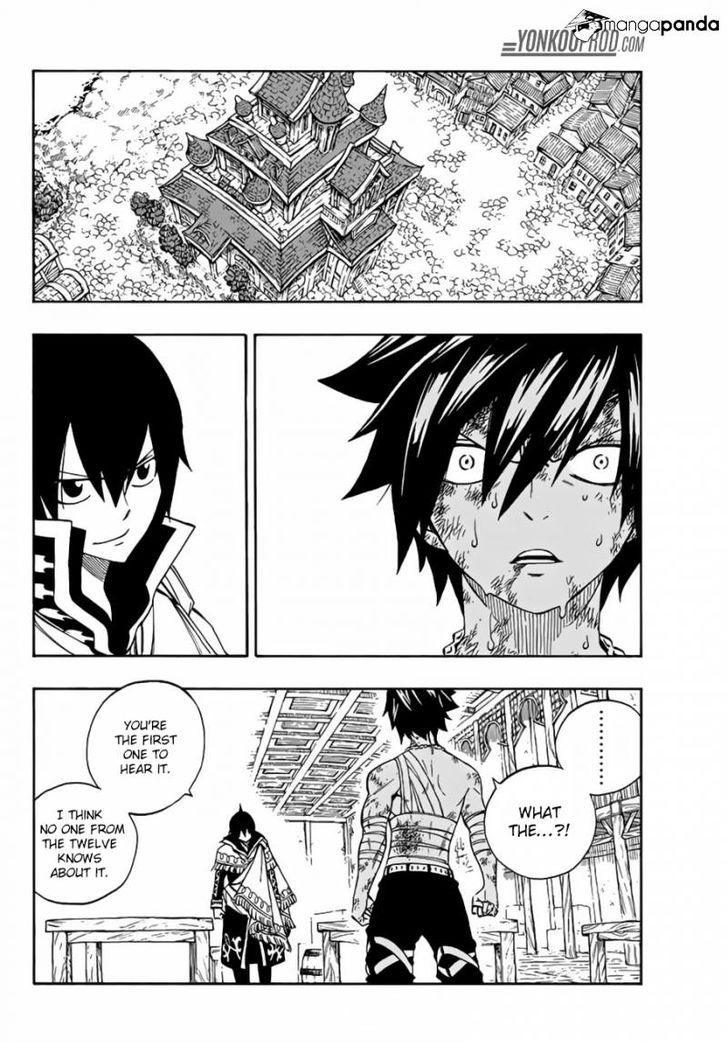 mangapanda
YONKOUPROD.COM
.........
WHAT
THE...?!
YOU'RE
THE FIRST
ONE TO
HEAR IT.
I THINK
NO ONE FROM
THE TWELVE
KNOWS
ABOUT IT.